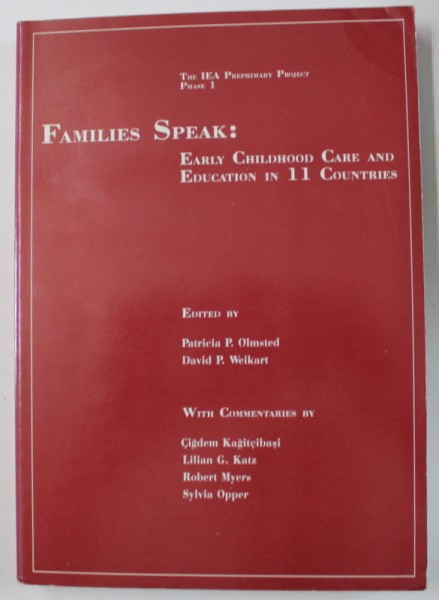 The IEA Preprimary Project
Phase 1
Families Speak:
Early Childhood Care and
Education in 11 Countries
Edited by
Patricia P. Olmsted
David P. Weikart
With Commentaries by
Çiğdem Kağitçibaşi
Lilian G. Katz
Robert Myers
Sylvia Opper